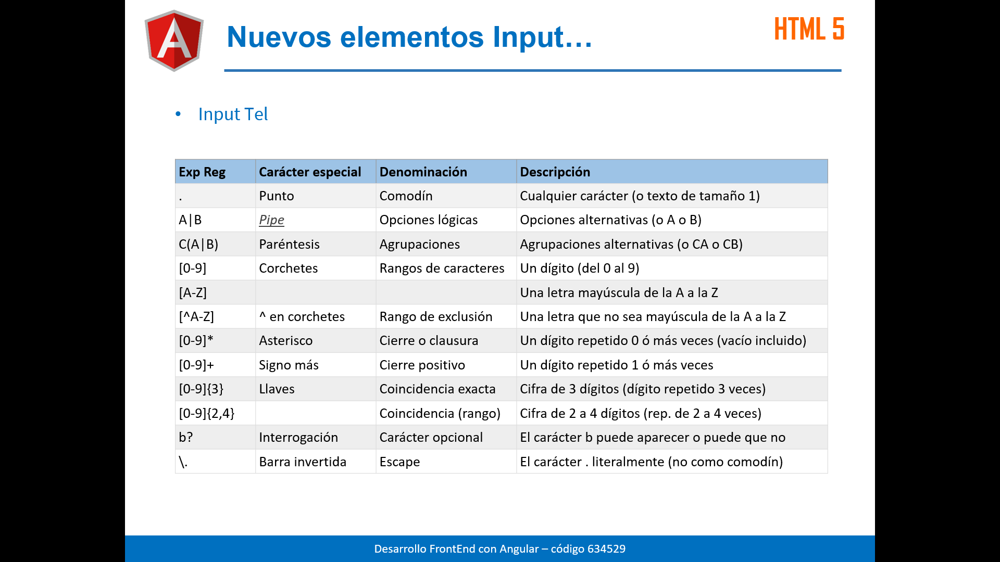 Nuevos elementos Input…
HTML 5
• Input Tel
Exp Reg Carácter especial Denominación Descripción
. Punto Comodín Cualquier carácter (o texto de tamaño 1)
A|B Pipe Opciones lógicas Opciones alternativas (o A o B)
C(A|B) Paréntesis Agrupaciones Agrupaciones alternativas (o CA o CB)
[0-9] Corchetes Rangos de caracteres Un dígito (del 0 al 9)
[A-Z] Una letra mayúscula de la A a la Z
[^A-Z] ^ en corchetes Rango de exclusión Una letra que no sea mayúscula de la A a la Z
[0-9]* Asterisco Cierre o clausura Un dígito repetido 0 ó más veces (vacío incluido)
[0-9]+ Signo más Cierre positivo Un dígito repetido 1 ó más veces
[0-9]{3} Llaves Coincidencia exacta Cifra de 3 dígitos (dígito repetido 3 veces)
[0-9]{2,4} Coincidencia (rango) Cifra de 2 a 4 dígitos (rep. de 2 a 4 veces)
b? Interrogación Carácter opcional El carácter b puede aparecer o puede que no
\. Barra invertida Escape El carácter . literalmente (no como comodín)
Desarrollo FrontEnd con Angular – código 634529